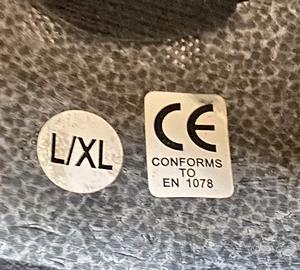 L/XL
CE
CONFORMS
TO
EN 1078